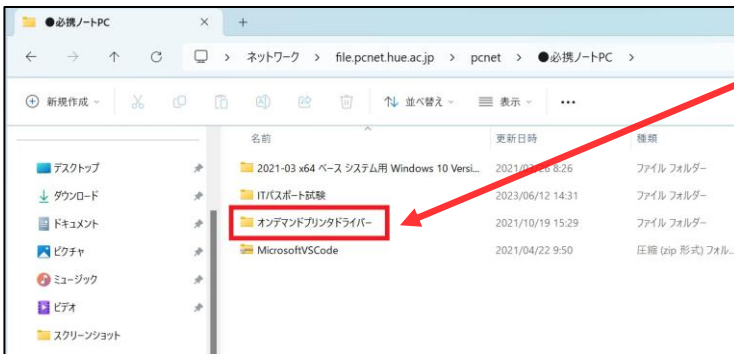 ●必携ノートPC
ネットワーク > file.pcnet.hue.ac.jp > pcnet > ●必携ノートPC >
新規作成 並べ替え 表示 ...
名前 更新日時 種類
デスクトップ
ダウンロード
ドキュメント
ピクチャ
ミュージック
ビデオ
スクリーンショット
2021-03 x64 ベース システム用 Windows 10 Versi... 8:26 ファイル フォルダー
ITパスポート試験 2023/06/12 14:31 ファイル フォルダー
オンデマンドプリンタドライバー 2021/10/19 15:29 ファイル フォルダー
MicrosoftVSCode 2021/04/22 9:50 圧縮 (zip 形式) フォル...